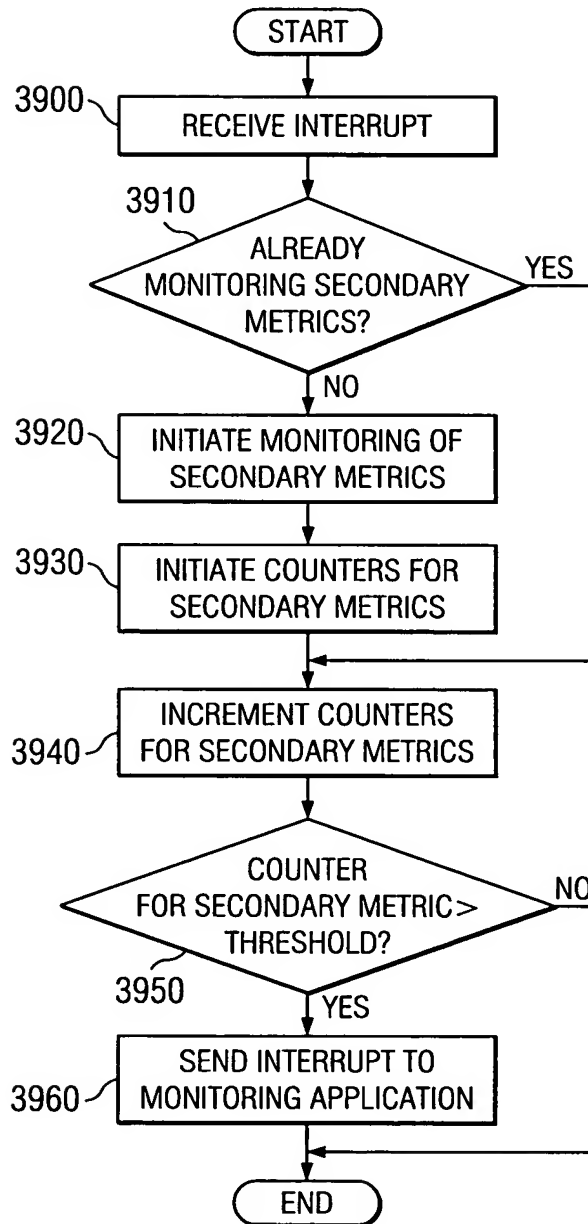 START
3900
RECEIVE INTERRUPT
3910
ALREADY
MONITORING SECONDARY
METRICS?
YES
NO
3920
INITIATE MONITORING OF
SECONDARY METRICS
3930
INITIATE COUNTERS FOR
SECONDARY METRICS
3940
INCREMENT COUNTERS
FOR SECONDARY METRICS
COUNTER
FOR SECONDARY METRIC >
THRESHOLD?
NO
3950
YES
3960
SEND INTERRUPT TO
MONITORING APPLICATION
END